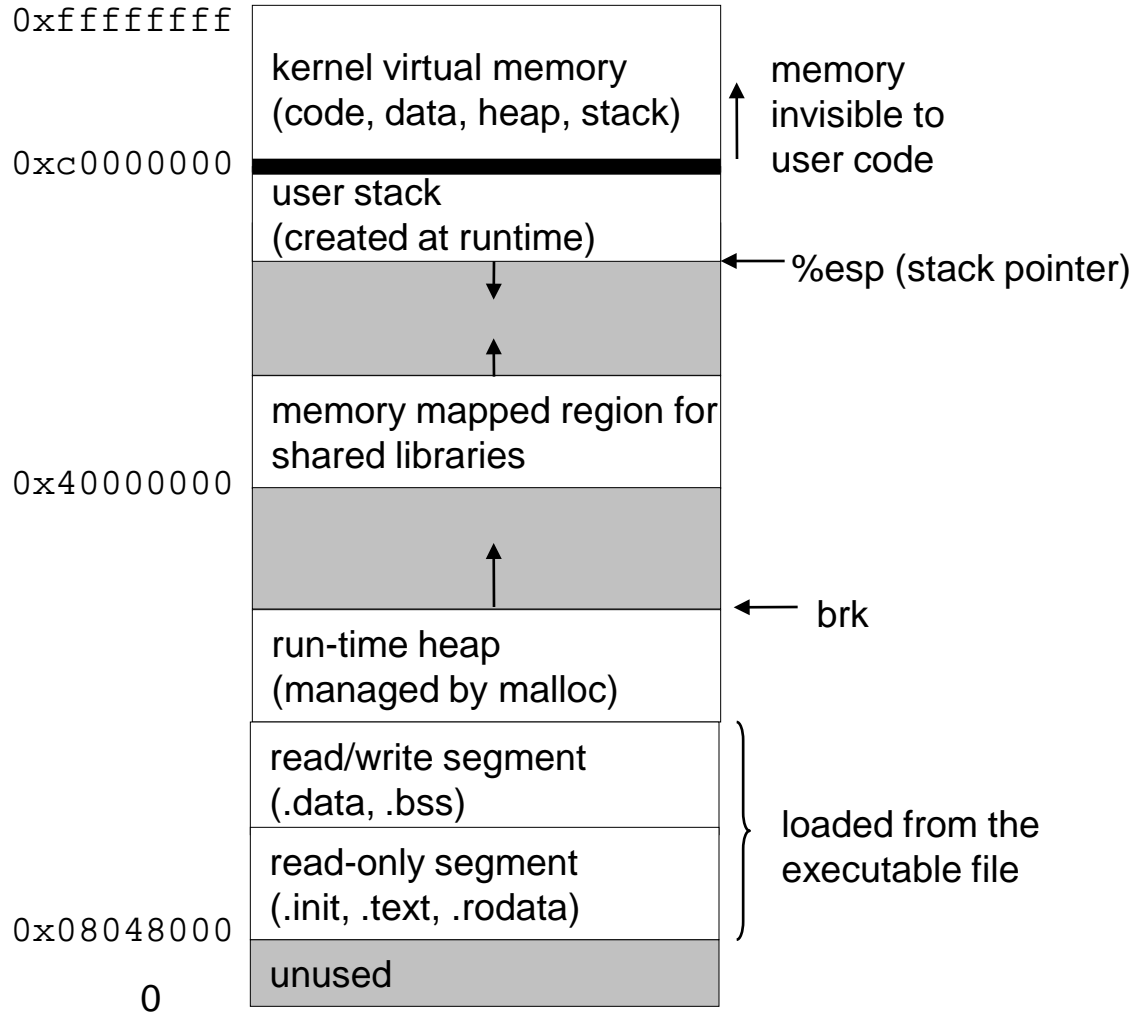 0xffffffff
kernel virtual memory
(code, data, heap, stack)
memory
invisible to
user code
0xc0000000
user stack
(created at runtime)
%esp (stack pointer)
memory mapped region for
shared libraries
0x40000000
brk
run-time heap
(managed by malloc)
read/write segment
(.data, .bss)
loaded from the
executable file
read-only segment
(.init, .text, .rodata)
0x08048000
unused
0